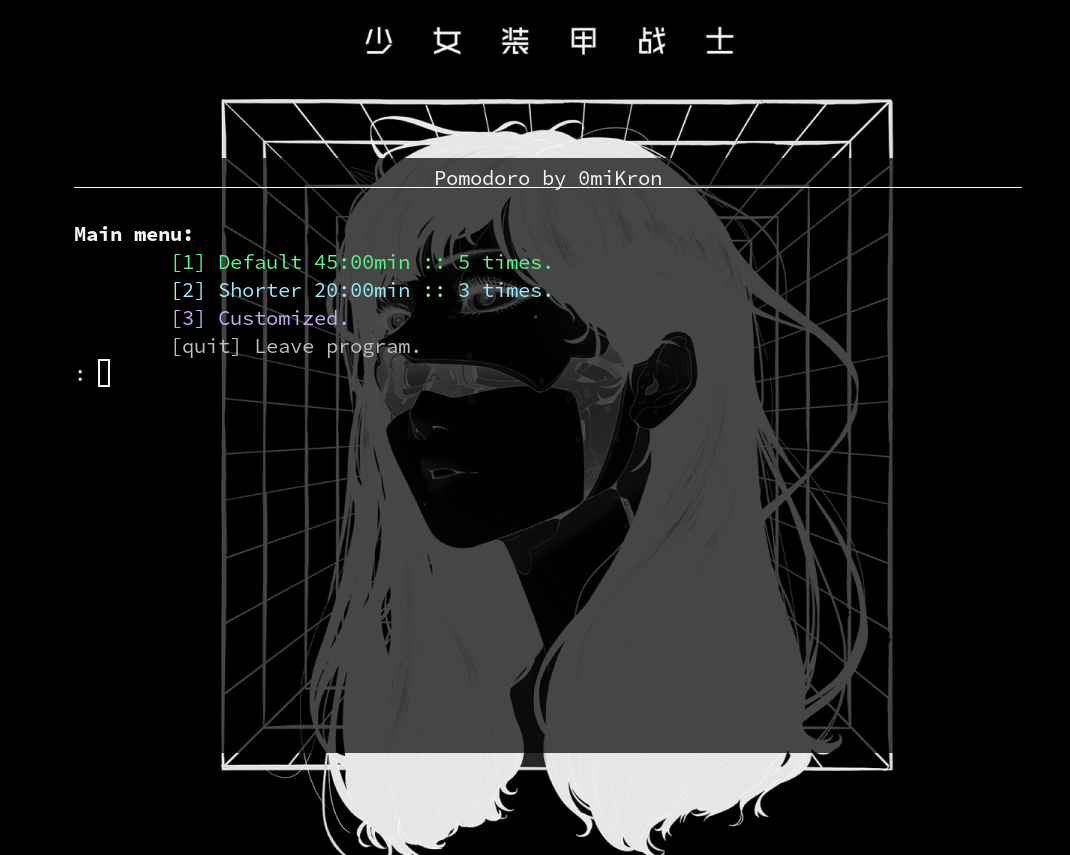 少女装甲战士
Pomodoro by 0miKron
Main menu:
[1] Default 45:00min :: 5 times.
[2] Shorter 20:00min :: 3 times.
[3] Customized.
[quit] Leave program.
: